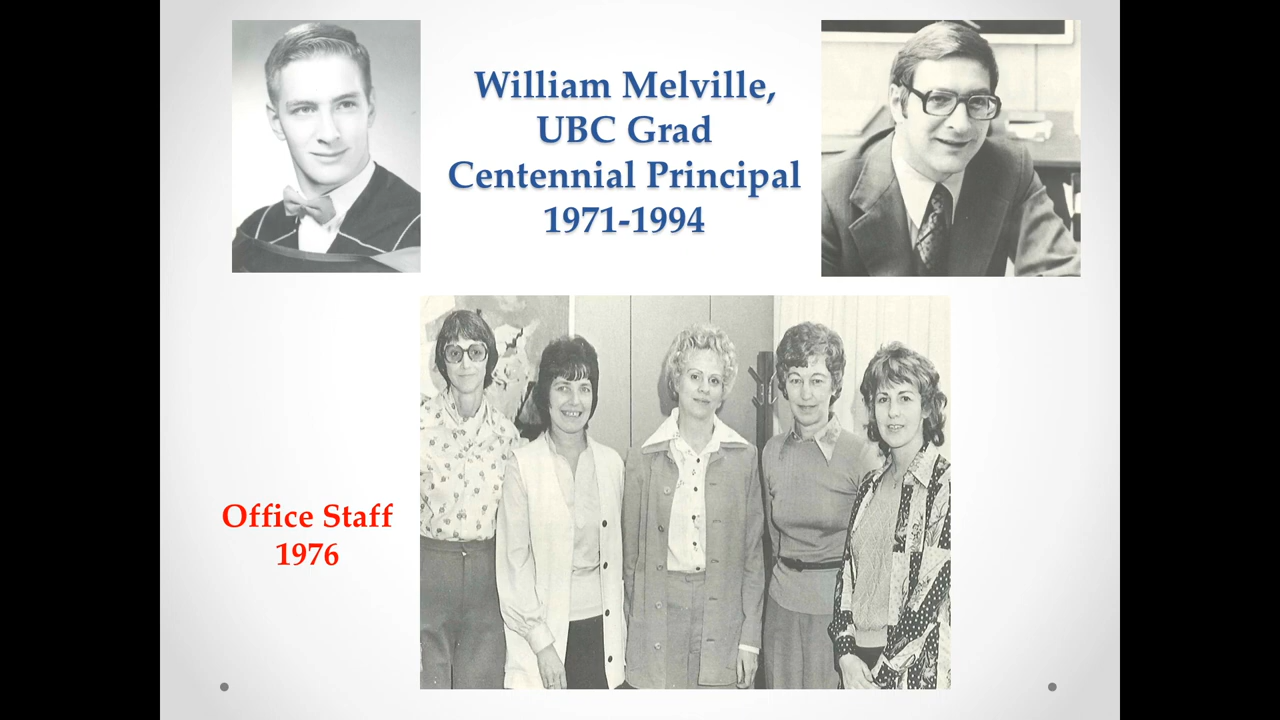 William Melville,
UBC Grad
Centennial Principal
1971-1994
Office Staff
1976